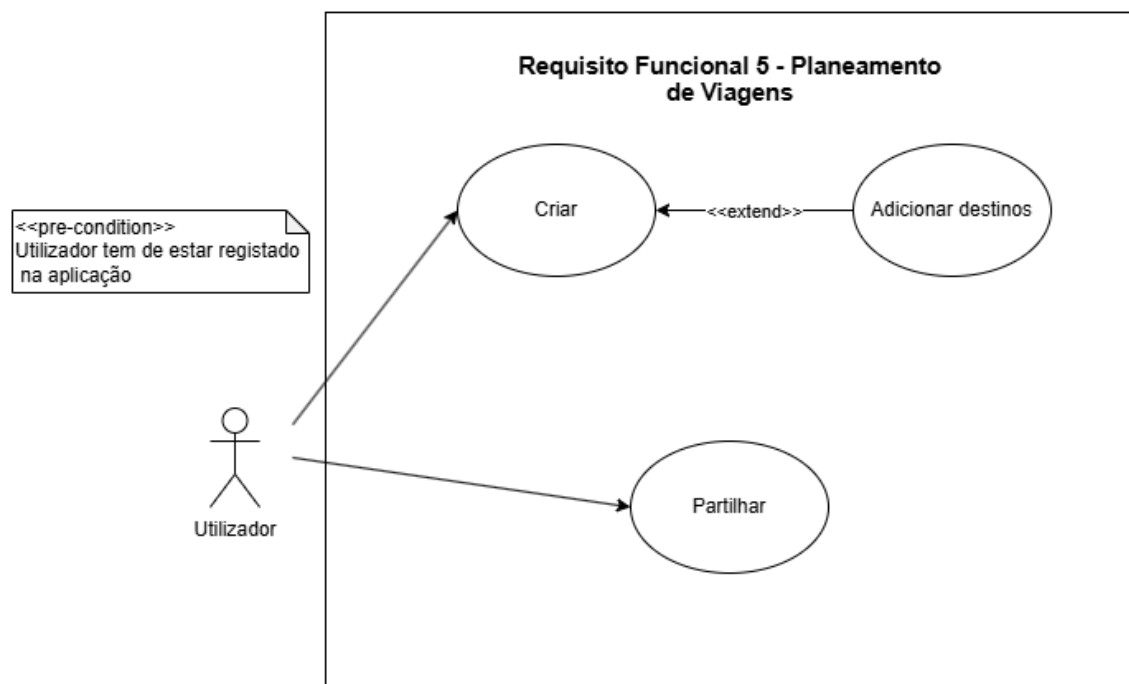 Requisito Funcional 5 - Planeamento
de Viagens
<<pre-condition>>
Utilizador tem de estar registado
na aplicação
Criar
<<extend>>
Adicionar destinos
Partilhar
Utilizador